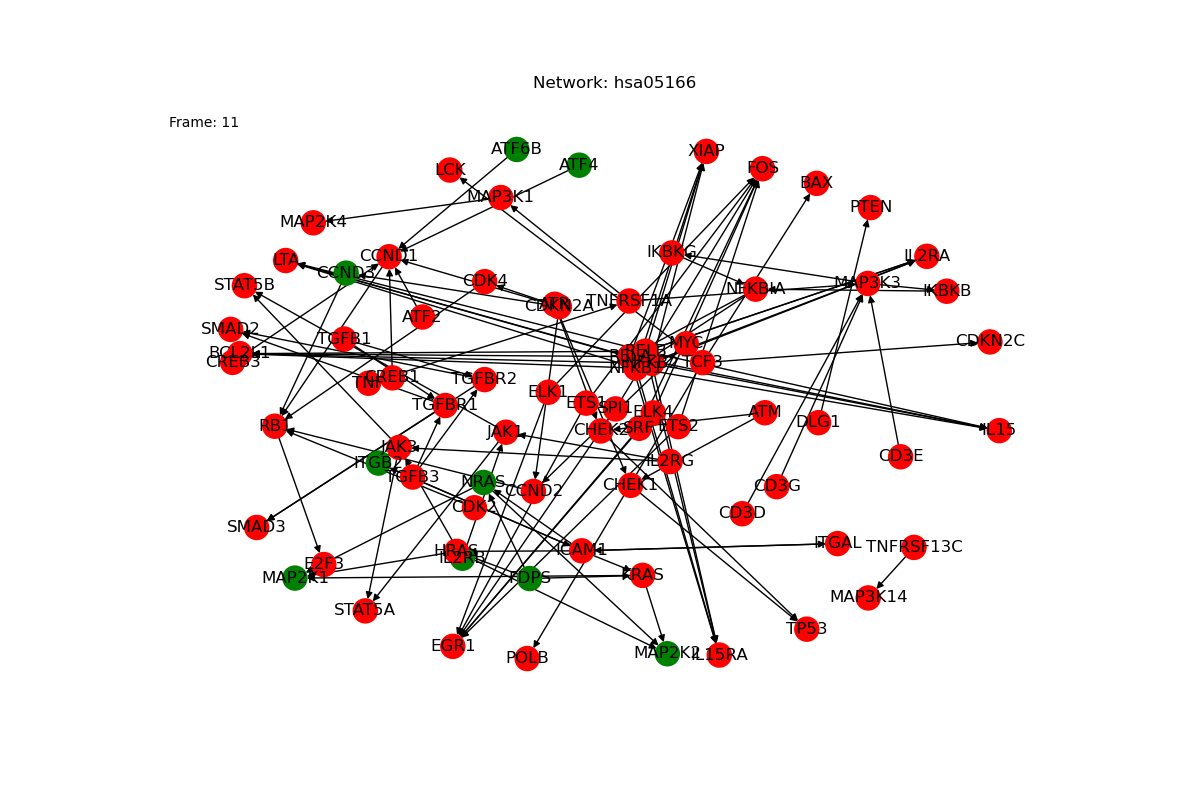 Network: hsa05166
Frame: 11
ATF6B
XIAP
ATF4
FOS
LCK
BAX
MAP3K1
PTEN
MAP2K4
IKBKG
CCND1
IL2RA
LTA
CCND3
CDK4
MAP3K3
STAT5B
NFKBIA
IKBKB
TNFRSF1A
CDKN2A
ATF2
SMAD2
TGFB1
CDKN2C
MYC
RELB
BCL2L1
CREB3
TCF3
NFKB1
CREB1
TNF
TGFBR2
ELK1
TGFBR1
ETS1
SPI1
ELK4
ATM
DLG1
RB1
ETS2
SRF
CHEK2
JAK1
IL15
JAK3
CD3E
ITGB2
IL2RG
TGFB3
NRAS
CHEK1
CD3G
CCND2
CDK2
CD3D
SMAD3
ITGAL
TNFRSF13C
HRAS
ICAM1
IL2RB
E2F3
MAP2K1
FDPS
KRAS
MAP3K14
STAT5A
TP53
EGR1
MAP2K2
IL15RA
POLB